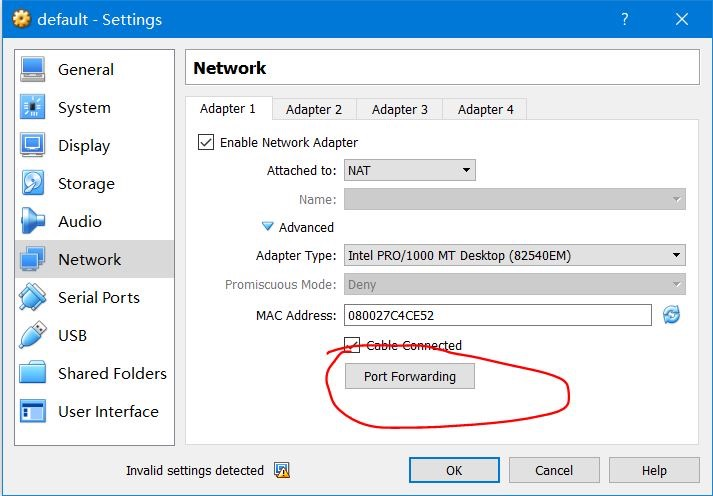 default - Settings
?
General
System
Display
Storage
Audio
Network
Serial Ports
USB
Shared Folders
User Interface
Network
Adapter 1 Adapter 2 Adapter 3 Adapter 4
Enable Network Adapter
Attached to: NAT
Name:
Advanced
Adapter Type: Intel PRO/1000 MT Desktop (82540EM)
Promiscuous Mode: Deny
MAC Address: 080027C4CE52
Cable Connected
Port Forwarding
Invalid settings detected
OK Cancel Help